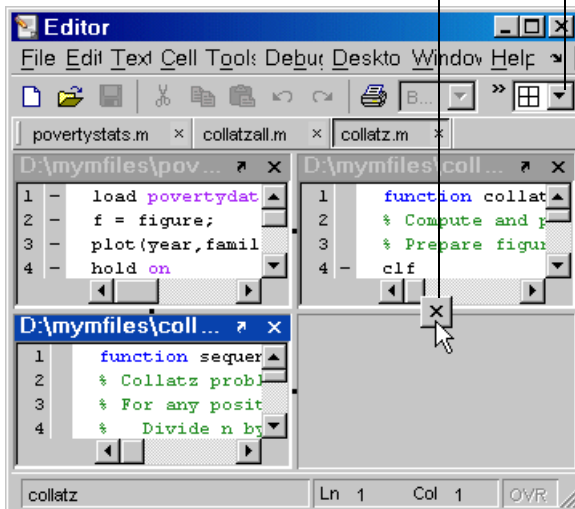 Editor
File Edit Text Cell Tools Debug Deskto Window Help
B...
»
povertystats.m × collatzall.m × collatz.m ×
D:\mymfiles\pov...
1 – load povertydat
2 – f = figure;
3 – plot(year,famil
4 – hold on
D:\mymfiles\coll...
1 function collat
2 % Compute and p
3 % Prepare figur
4 – clf
D:\mymfiles\coll...
1 function sequen
2 % Collatz probl
3 % For any posit
4 % Divide n by
collatz
Ln 1 Col 1 OVR